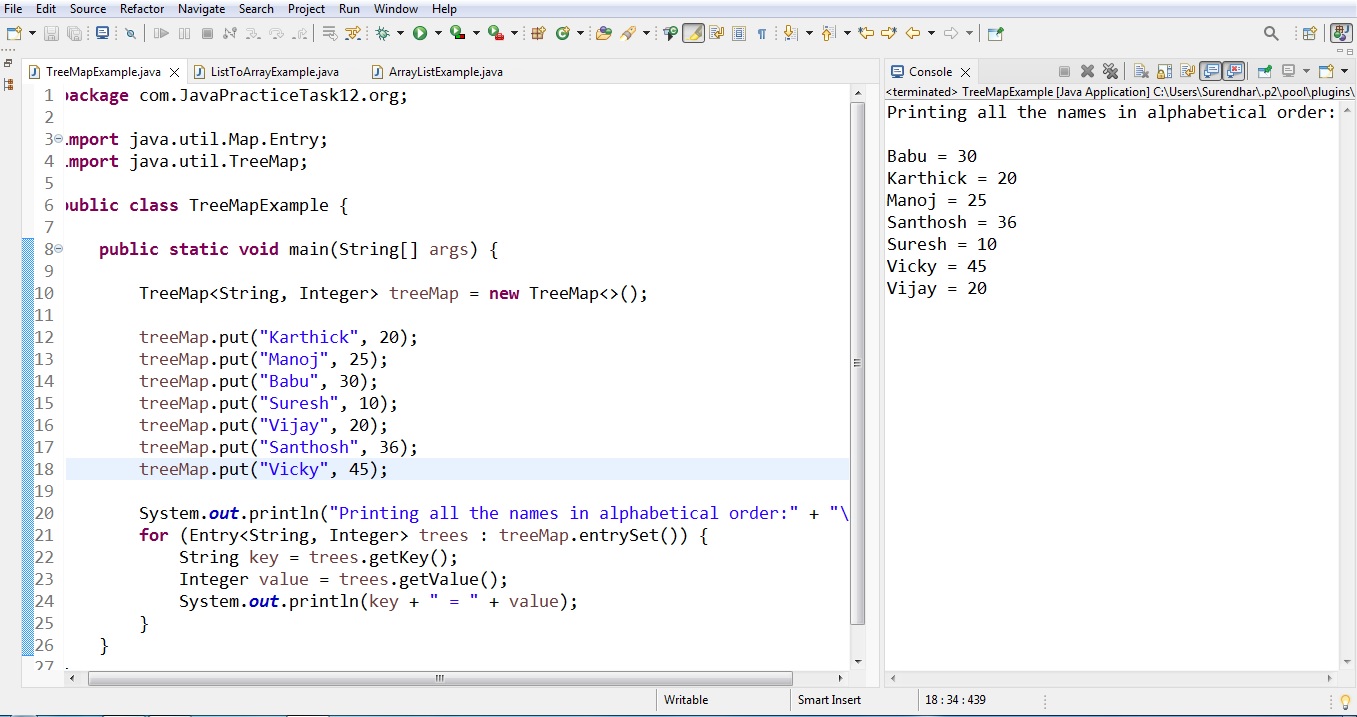 File Edit Source Refactor Navigate Search Project Run Window Help
TreeMapExample.java ListToArrayExample.java ArrayListExample.java
1 package com.JavaPracticeTask12.org;
2
3 import java.util.Map.Entry;
4 import java.util.TreeMap;
5
6 public class TreeMapExample {
7
8 public static void main(String[] args) {
9
10 TreeMap<String, Integer> treeMap = new TreeMap<>();
11
12 treeMap.put("Karthick", 20);
13 treeMap.put("Manoj", 25);
14 treeMap.put("Babu", 30);
15 treeMap.put("Suresh", 10);
16 treeMap.put("Vijay", 20);
17 treeMap.put("Santhosh", 36);
18 treeMap.put("Vicky", 45);
19
20 System.out.println("Printing all the names in alphabetical order:" + "\
21 for (Entry<String, Integer> trees : treeMap.entrySet()) {
22 String key = trees.getKey();
23 Integer value = trees.getValue();
24 System.out.println(key + " = " + value);
25 }
26 }
27
Console
<terminated> TreeMapExample [Java Application] C:\Users\Surendhar\.p2\pool\plugins\
Printing all the names in alphabetical order:
Babu = 30
Karthick = 20
Manoj = 25
Santhosh = 36
Suresh = 10
Vicky = 45
Vijay = 20
Writable Smart Insert 18 : 34 : 439